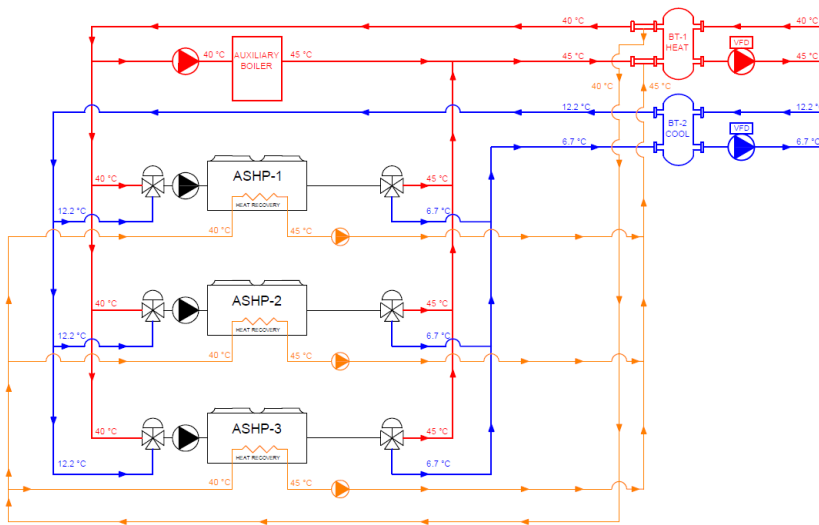 40 °C
40 °C
BT-1
HEAT
VFD
40 °C
45 °C
AUXILIARY
BOILER
45 °C
45 °C
40 °C
45 °C
12.2 °C
12.2 °C
BT-2
COOL
VFD
6.7 °C
6.7 °C
ASHP-1
40 °C
45 °C
HEAT RECOVERY
12.2 °C
6.7 °C
40 °C
45 °C
ASHP-2
40 °C
45 °C
HEAT RECOVERY
12.2 °C
6.7 °C
40 °C
45 °C
ASHP-3
40 °C
45 °C
HEAT RECOVERY
12.2 °C
6.7 °C
40 °C
45 °C